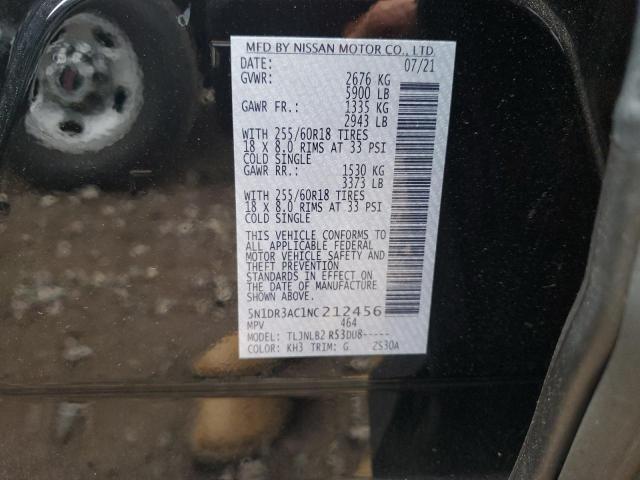 MFD BY NISSAN MOTOR CO., LTD.
DATE: 07/21
GVWR: 2676 KG
5900 LB
GAWR FR.: 1335 KG
2943 LB
WITH 255/60R18 TIRES
18 X 8.0 RIMS AT 33 PSI
COLD SINGLE
GAWR RR.: 1530 KG
3373 LB
WITH 255/60R18 TIRES
18 X 8.0 RIMS AT 33 PSI
COLD SINGLE
THIS VEHICLE CONFORMS TO
ALL APPLICABLE FEDERAL
MOTOR VEHICLE SAFETY AND
THEFT PREVENTION
STANDARDS IN EFFECT ON
THE DATE OF MANUFACTURE
SHOWN ABOVE.
5N1DR3AC1NC212456
MPV 464
MODEL: TLJNLB2 RS3DU8-----
COLOR: KH3 TRIM: G ZS30A